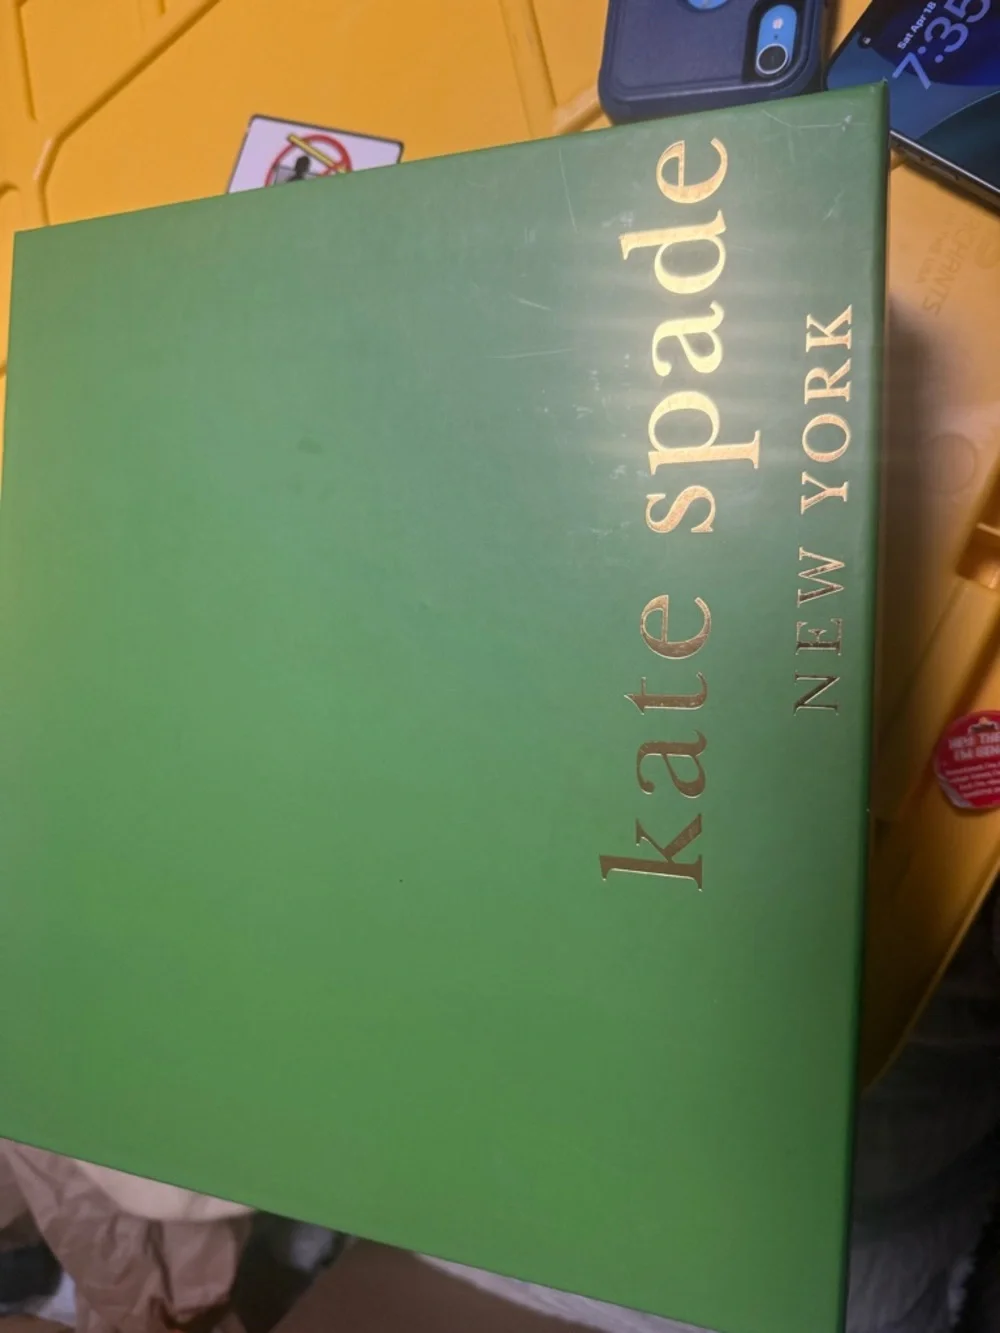 kate spade
NEW YORK
Sat Apr 18
7:35